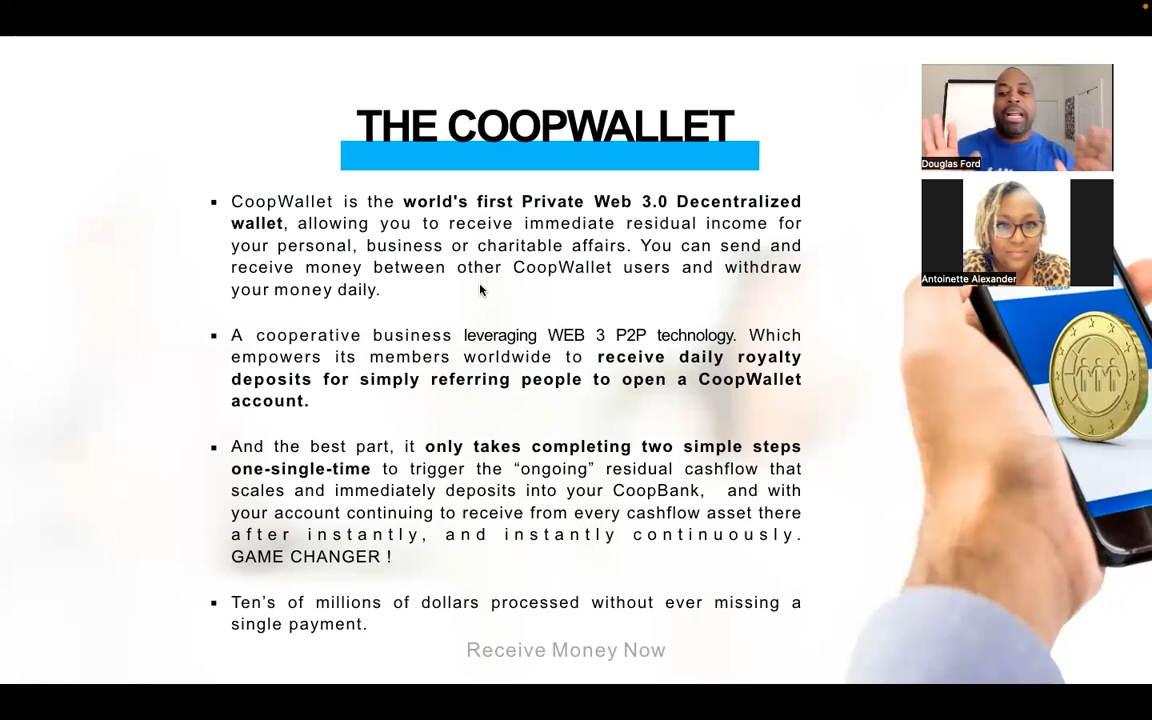 THE COOPWALLET
▪ CoopWallet is the world's first Private Web 3.0 Decentralized
wallet, allowing you to receive immediate residual income for
your personal, business or charitable affairs. You can send and
receive money between other CoopWallet users and withdraw
your money daily.
▪ A cooperative business leveraging WEB 3 P2P technology. Which
empowers its members worldwide to receive daily royalty
deposits for simply referring people to open a CoopWallet
account.
▪ And the best part, it only takes completing two simple steps
one-single-time to trigger the “ongoing” residual cashflow that
scales and immediately deposits into your CoopBank, and with
your account continuing to receive from every cashflow asset there
after instantly, and instantly continuously.
GAME CHANGER !
▪ Ten’s of millions of dollars processed without ever missing a
single payment.
Receive Money Now
Douglas Ford
Antoinette Alexander